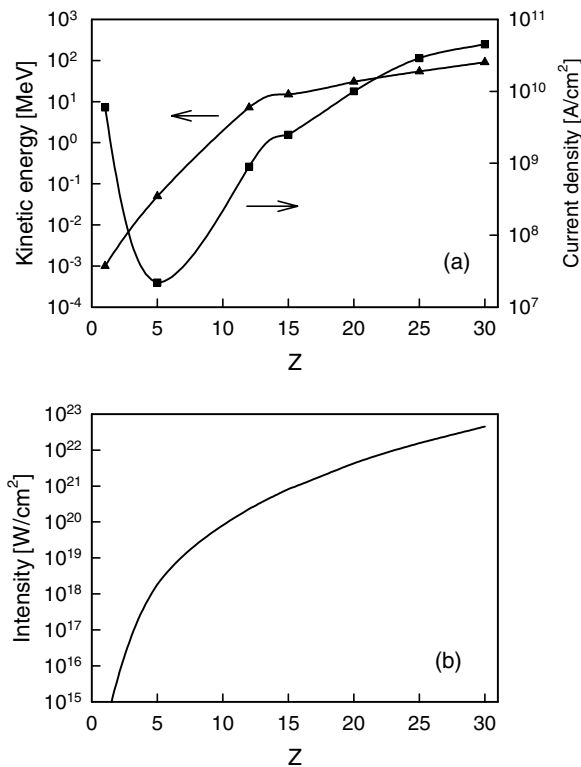 10³ 10¹¹
10²
10¹ 10¹⁰
10⁰
10⁻¹ 10⁹
10⁻² 10⁸
10⁻³
10⁻⁴ 10⁷
Kinetic energy [MeV]
Current density [A/cm²]
(a)
0 5 10 15 20 25 30
Z
10²³
10²²
10²¹
10²⁰
10¹⁹
10¹⁸
10¹⁷
10¹⁶
10¹⁵
Intensity [W/cm²]
(b)
0 5 10 15 20 25 30
Z